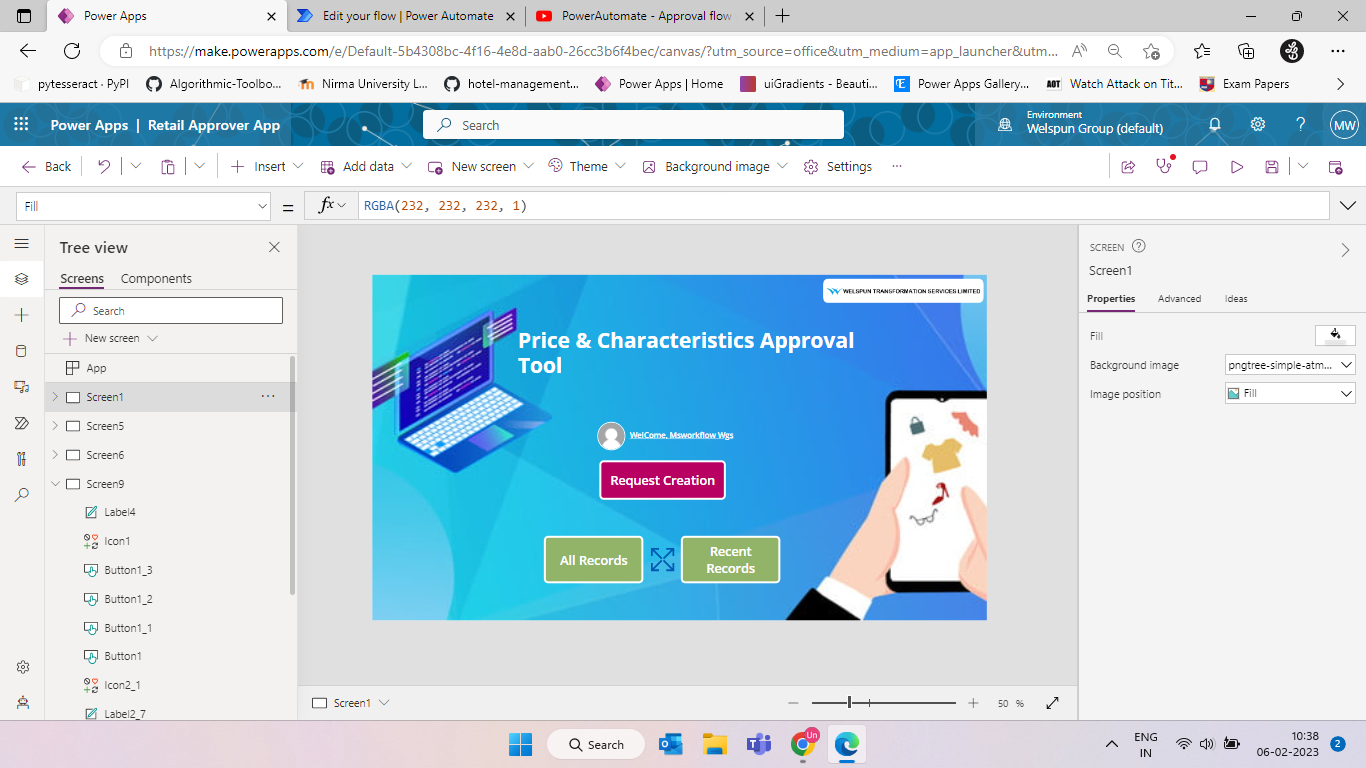 Power Apps
Edit your flow | Power Automate
PowerAutomate - Approval flow
https://make.powerapps.com/e/Default-5b4308bc-4f16-4e8d-aab0-26cc3b6f4bec/canvas/?utm_source=office&utm_medium=app_launcher&utm...
pytesseract · PyPI
Algorithmic-Toolbo...
Nirma University L...
hotel-management...
Power Apps | Home
uiGradients - Beauti...
Power Apps Gallery...
AOT Watch Attack on Tit...
Exam Papers
Power Apps | Retail Approver App
Search
Environment
Welspun Group (default)
MW
Back
Insert
Add data
New screen
Theme
Background image
Settings
Fill
= fx
RGBA(232, 232, 232, 1)
Tree view
Screens Components
Search
New screen
App
Screen1
Screen5
Screen6
Screen9
Label4
Icon1
Button1_3
Button1_2
Button1_1
Button1
Icon2_1
Label2_7
WELSPUN TRANSFORMATION SERVICES LIMITED
Price & Characteristics Approval
Tool
WelCome, Msworkflow Wgs
Request Creation
All Records
Recent
Records
Screen1
50 %
SCREEN
Screen1
Properties Advanced Ideas
Fill
Background image pngtree-simple-atm...
Image position Fill
Search
Un
ENG
IN
10:38
06-02-2023
2